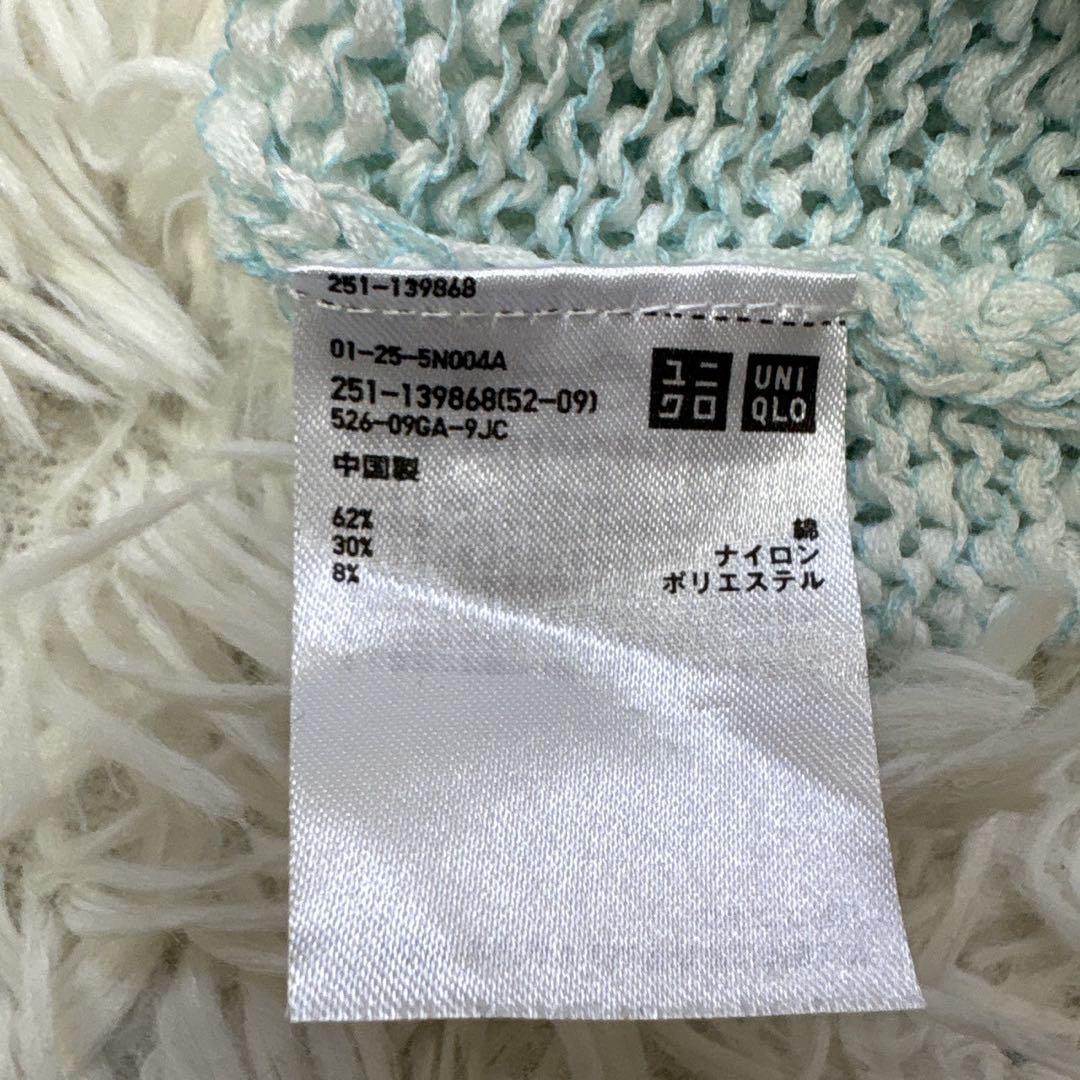 251-139868
01-25-5N004A
251-139868(52-09)
526-09GA-9JC
ユニ
クロ
UNI
QLO
中国製
62% 綿
30% ナイロン
8% ポリエステル